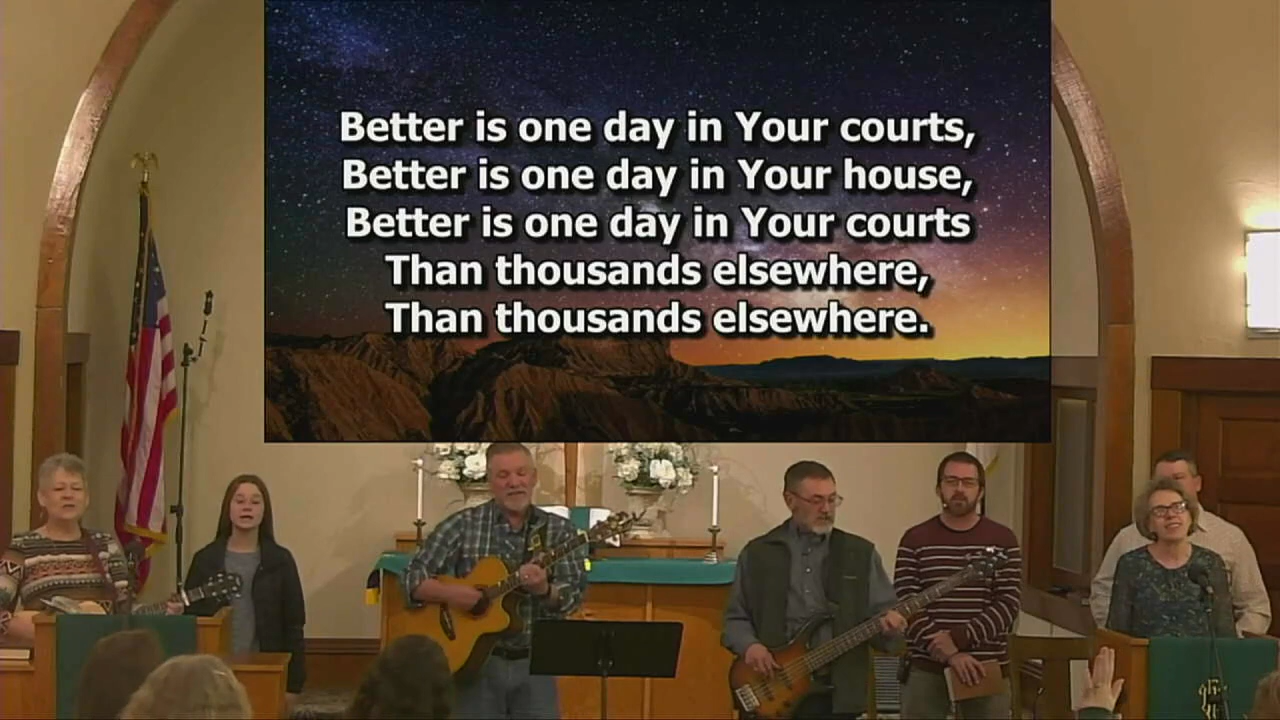 Better is one day in Your courts,
Better is one day in Your house,
Better is one day in Your courts
Than thousands elsewhere,
Than thousands elsewhere.